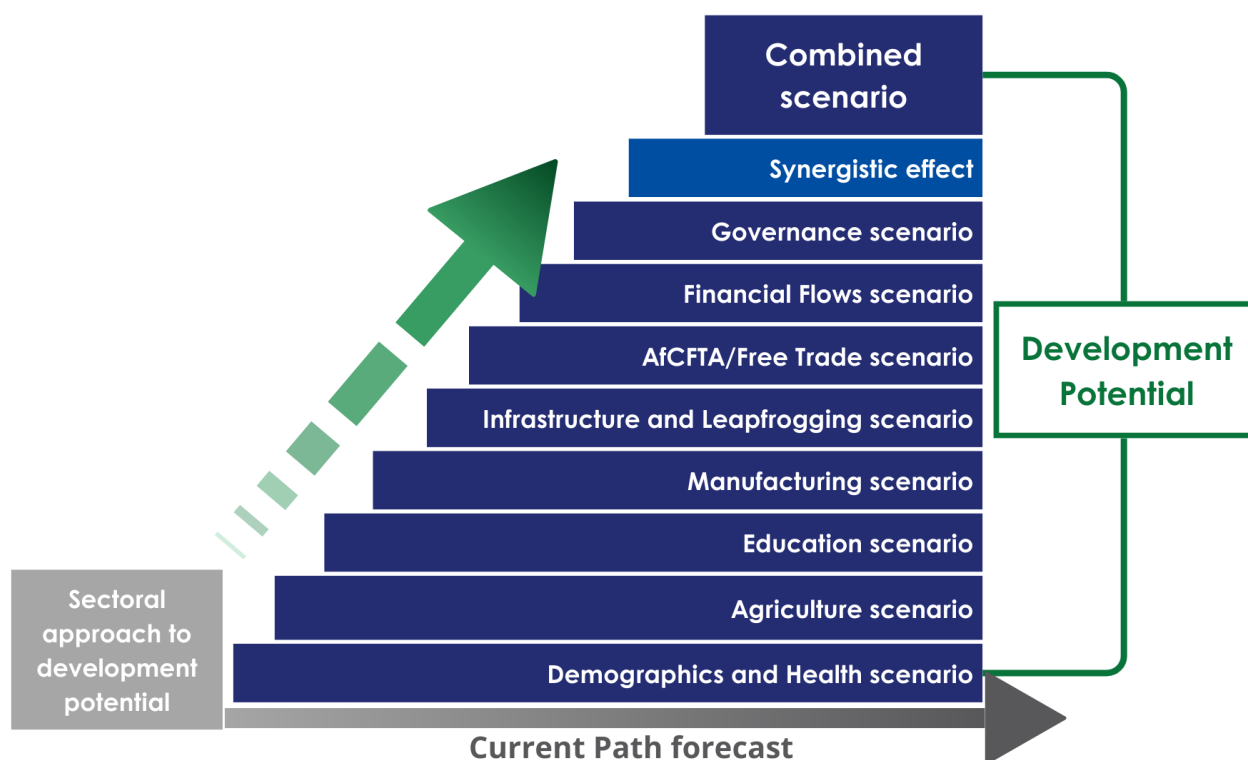 Combined
scenario
Synergistic effect
Governance scenario
Financial Flows scenario
AfCFTA/Free Trade scenario
Infrastructure and Leapfrogging scenario
Manufacturing scenario
Education scenario
Agriculture scenario
Demographics and Health scenario
Development
Potential
Sectoral
approach to
development
potential
Current Path forecast